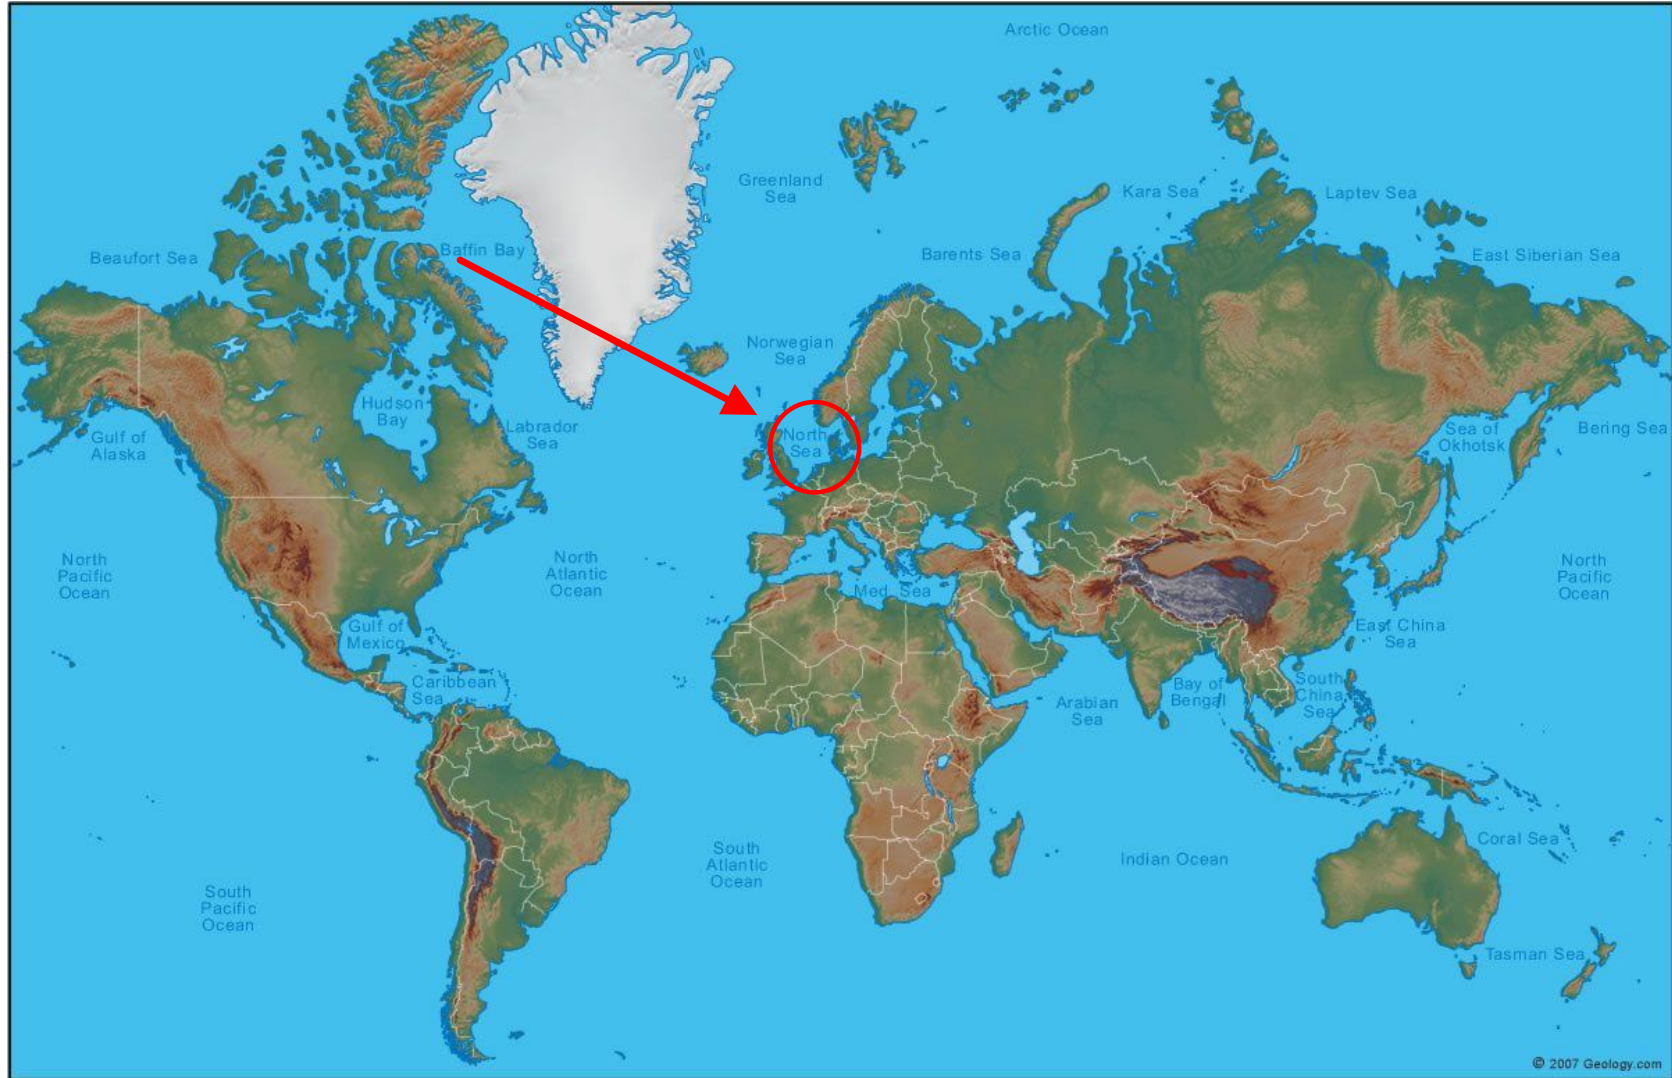 Arctic Ocean
Greenland
Sea
Kara Sea
Laptev Sea
Beaufort Sea
Baffin Bay
Barents Sea
East Siberian Sea
Norwegian
Sea
Hudson
Bay
Gulf of
Alaska
Labrador
Sea
North
Sea
Sea of
Okhotsk
Bering Sea
North
Pacific
Ocean
North
Atlantic
Ocean
Med. Sea
North
Pacific
Ocean
Gulf of
Mexico
East China
Sea
Caribbean
Sea
Arabian
Sea
Bay of
Bengal
South
China
Sea
South
Atlantic
Ocean
Indian Ocean
Coral Sea
South
Pacific
Ocean
Tasman Sea
© 2007 Geology.com